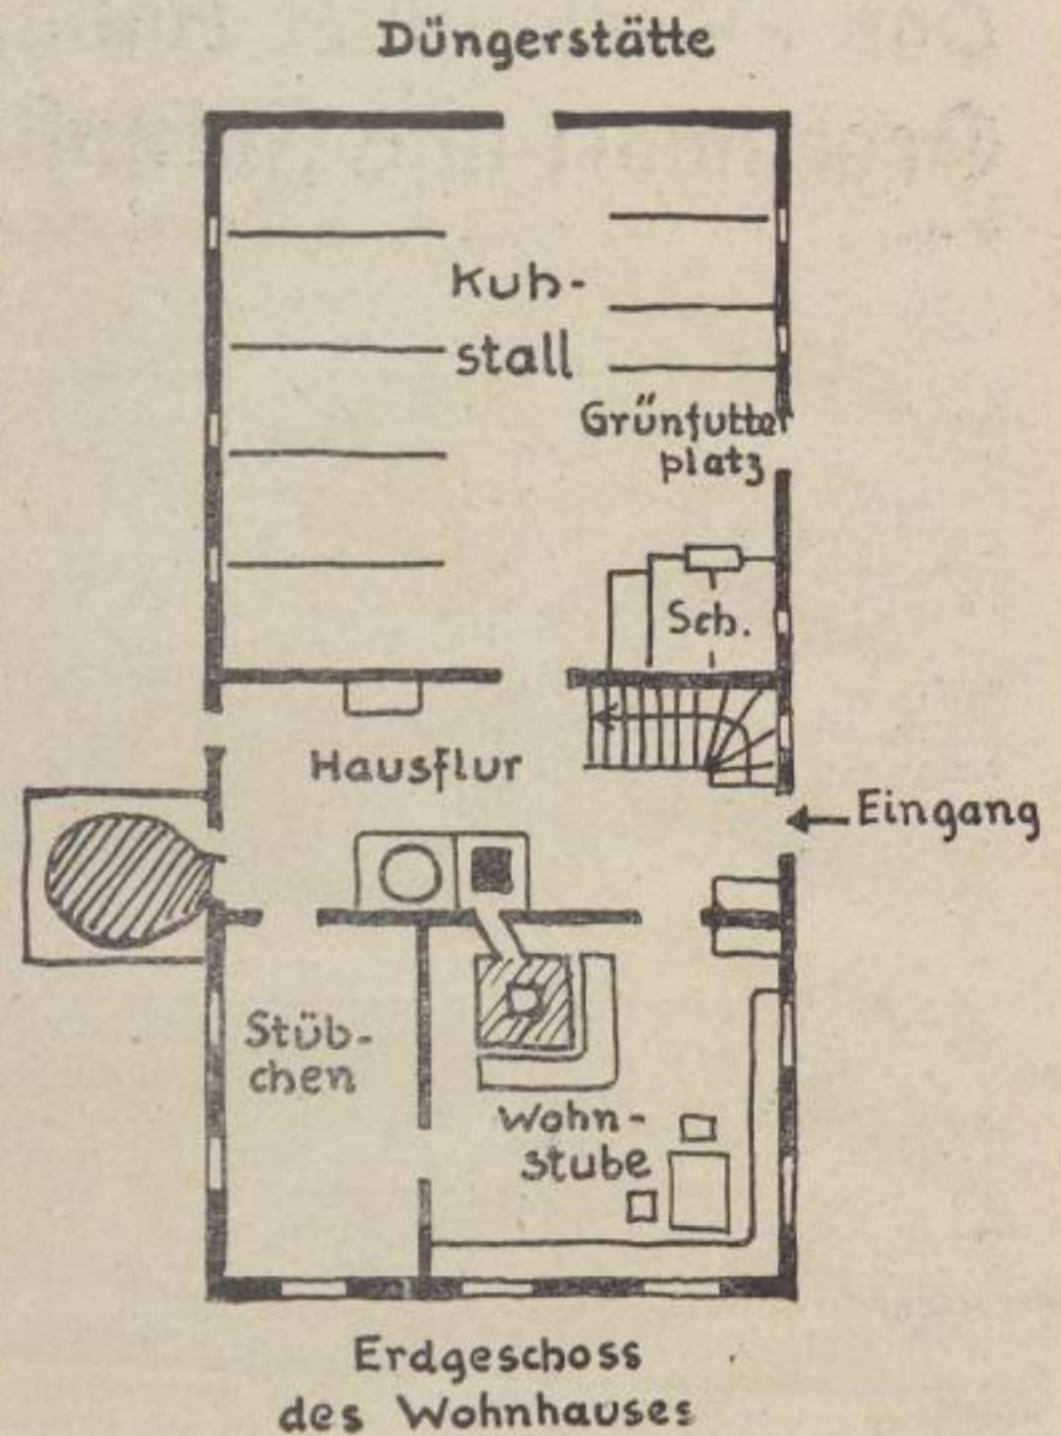 Düngerstätte
Kuh-
stall
Grünfutter
platz
Sch.
Hausflur
Eingang
Stüb-
chen
Wohn-
stube
Erdgeschoss
des Wohnhauses